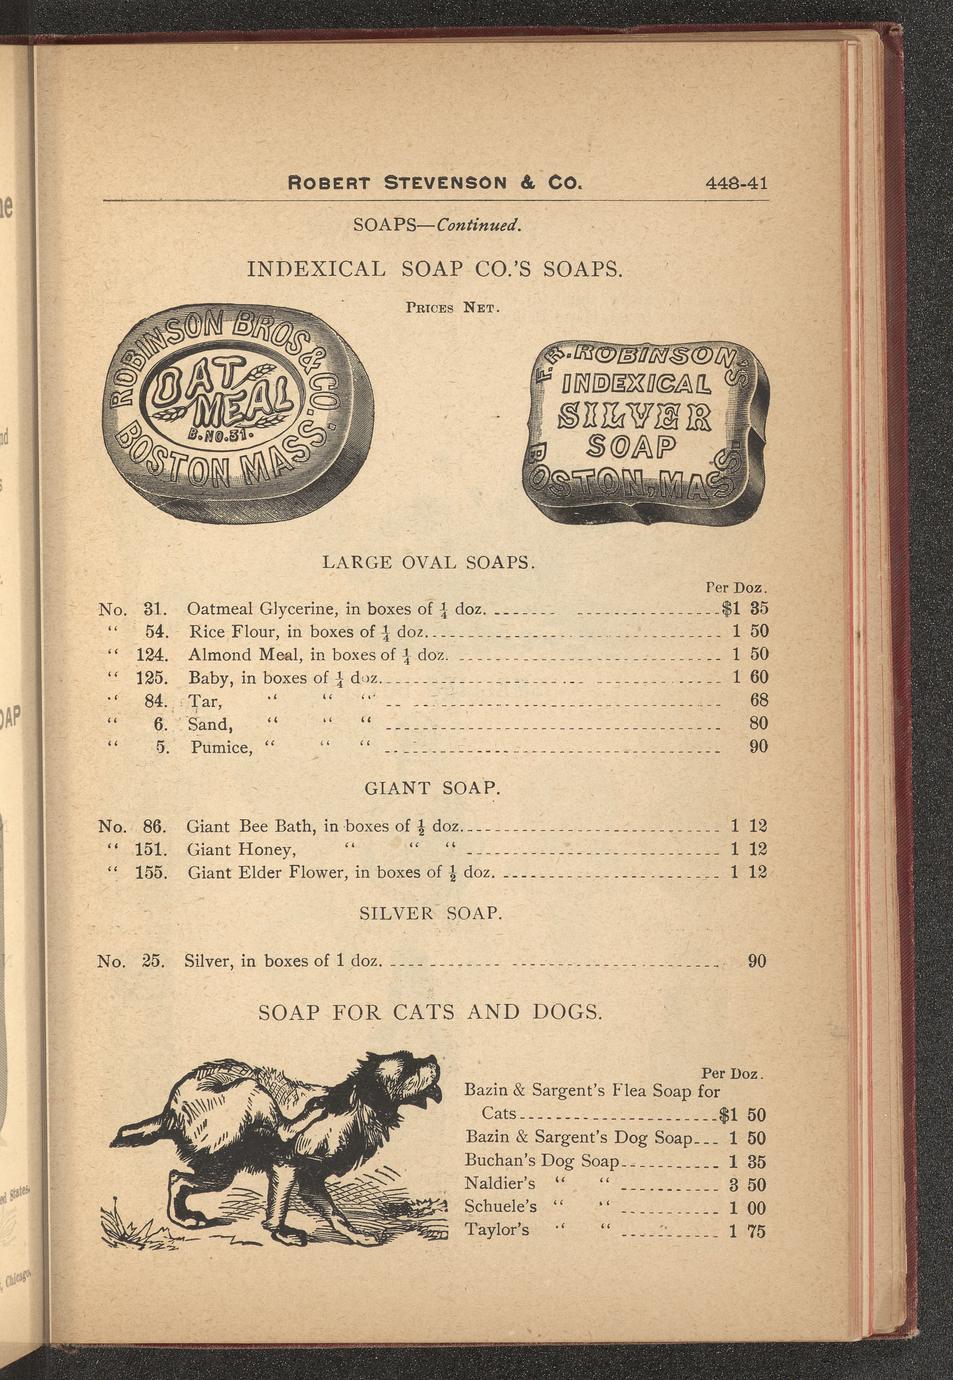 ROBERT STEVENSON & CO. 448-41
SOAPS—Continued.
INDEXICAL SOAP CO.'S SOAPS.
PRICES NET.
ROBINSON BROS & CO.
OAT
MEAL
B.NO.31.
BOSTON MASS.
F.R. ROBINSON'S
INDEXICAL
SILVER
SOAP
BOSTON, MASS.
LARGE OVAL SOAPS.
Per Doz.
No. 31. Oatmeal Glycerine, in boxes of ¼ doz. $1 35
“ 54. Rice Flour, in boxes of ¼ doz. 1 50
“ 124. Almond Meal, in boxes of ¼ doz. 1 50
“ 125. Baby, in boxes of ¼ doz. 1 60
“ 84. Tar, “ “ “ 68
“ 6. Sand, “ “ “ 80
“ 5. Pumice, “ “ “ 90
GIANT SOAP.
No. 86. Giant Bee Bath, in boxes of ½ doz. 1 12
“ 151. Giant Honey, “ “ “ 1 12
“ 155. Giant Elder Flower, in boxes of ½ doz. 1 12
SILVER SOAP.
No. 25. Silver, in boxes of 1 doz. 90
SOAP FOR CATS AND DOGS.
Per Doz.
Bazin & Sargent's Flea Soap for
Cats $1 50
Bazin & Sargent's Dog Soap 1 50
Buchan's Dog Soap 1 35
Naldier's “ “ 3 50
Schuele's “ “ 1 00
Taylor's “ “ 1 75